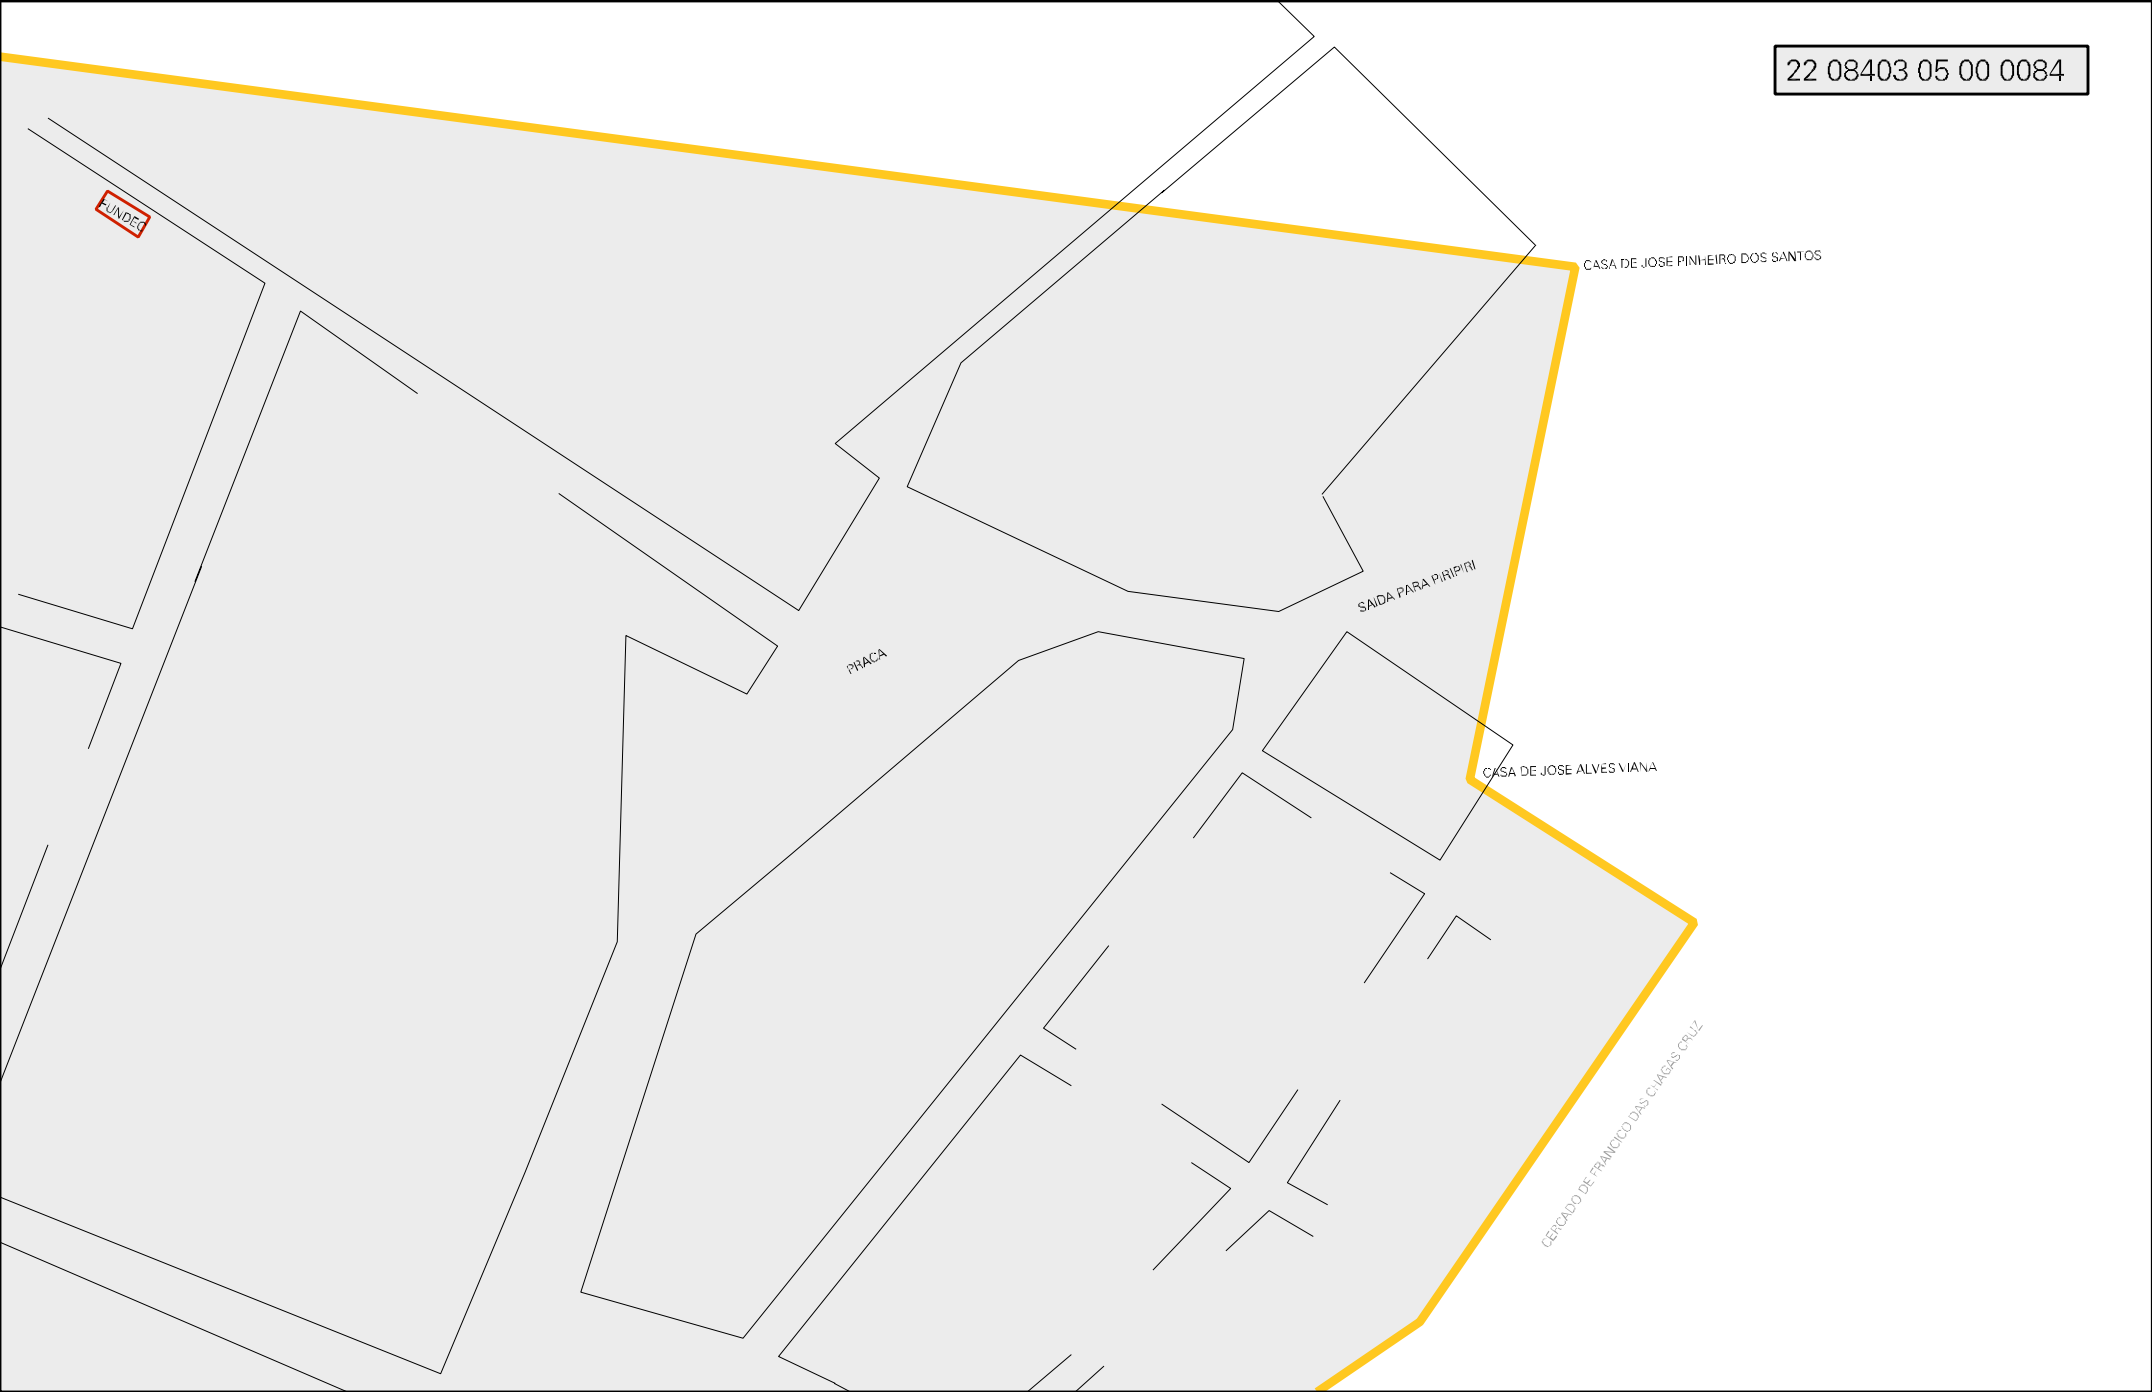 22 08403 05 00 0084
FUNDEC
CASA DE JOSE PINHEIRO DOS SANTOS
SAIDA PARA PIRIPIRI
PRACA
CASA DE JOSE ALVES VIANA
CERCADO DE FRANCICO DAS CHAGAS CRUZ